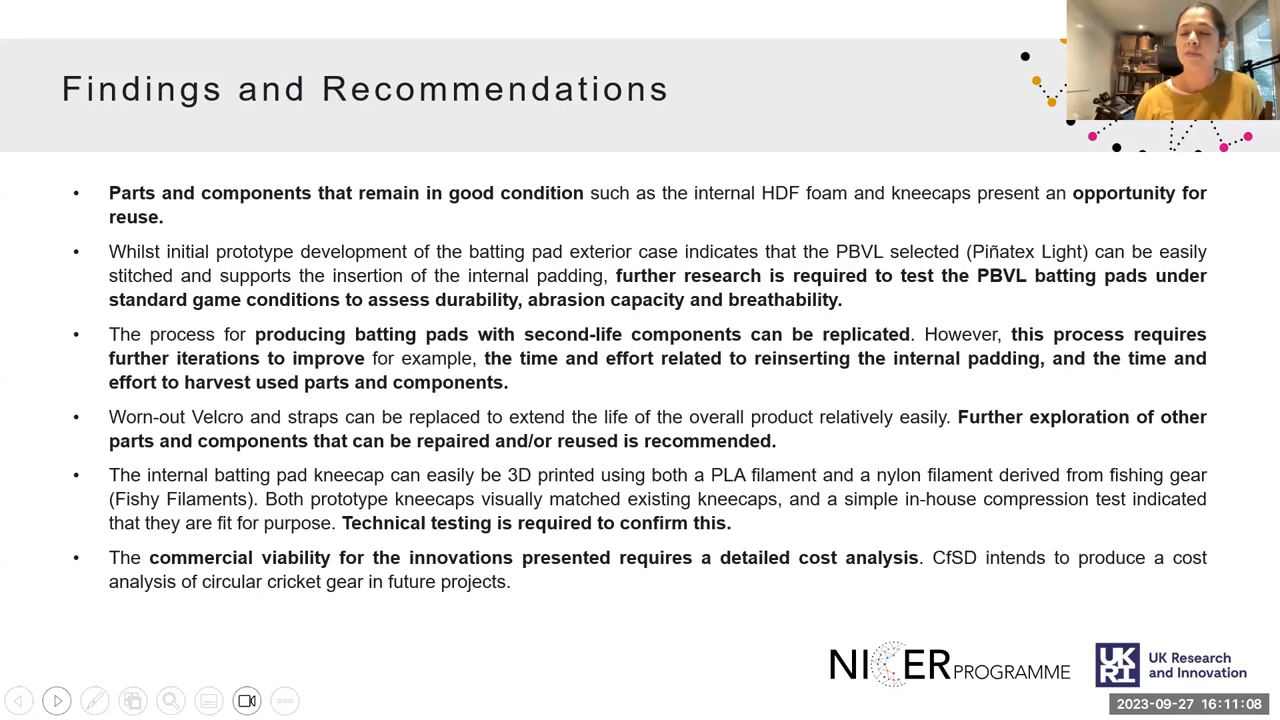 Findings and Recommendations
• Parts and components that remain in good condition such as the internal HDF foam and kneecaps present an opportunity for
reuse.
• Whilst initial prototype development of the batting pad exterior case indicates that the PBVL selected (Piñatex Light) can be easily
stitched and supports the insertion of the internal padding, further research is required to test the PBVL batting pads under
standard game conditions to assess durability, abrasion capacity and breathability.
• The process for producing batting pads with second-life components can be replicated. However, this process requires
further iterations to improve for example, the time and effort related to reinserting the internal padding, and the time and
effort to harvest used parts and components.
• Worn-out Velcro and straps can be replaced to extend the life of the overall product relatively easily. Further exploration of other
parts and components that can be repaired and/or reused is recommended.
• The internal batting pad kneecap can easily be 3D printed using both a PLA filament and a nylon filament derived from fishing gear
(Fishy Filaments). Both prototype kneecaps visually matched existing kneecaps, and a simple in-house compression test indicated
that they are fit for purpose. Technical testing is required to confirm this.
• The commercial viability for the innovations presented requires a detailed cost analysis. CfSD intends to produce a cost
analysis of circular cricket gear in future projects.
NICER PROGRAMME
UKRI
UK Research
and Innovation
2023-09-27 16:11:08